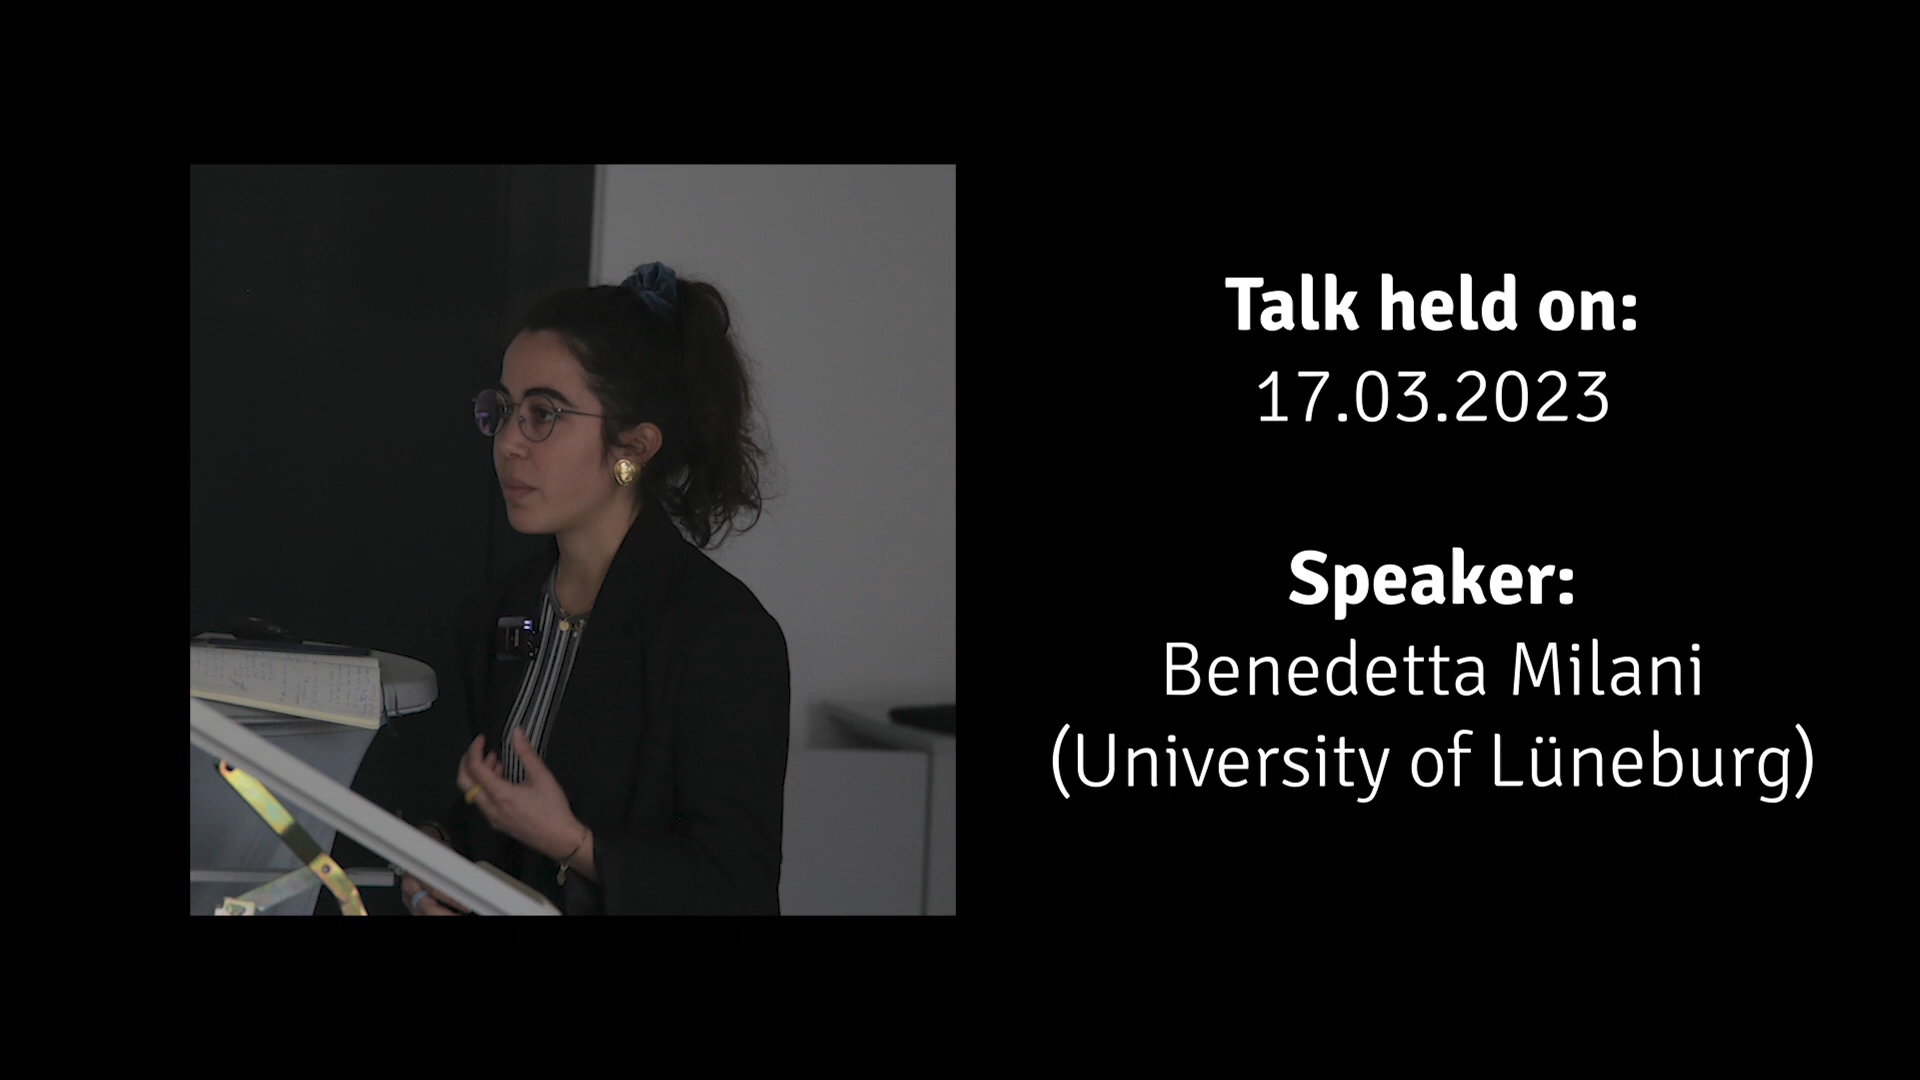 Talk held on:
17.03.2023
Speaker:
Benedetta Milani
(University of Lüneburg)